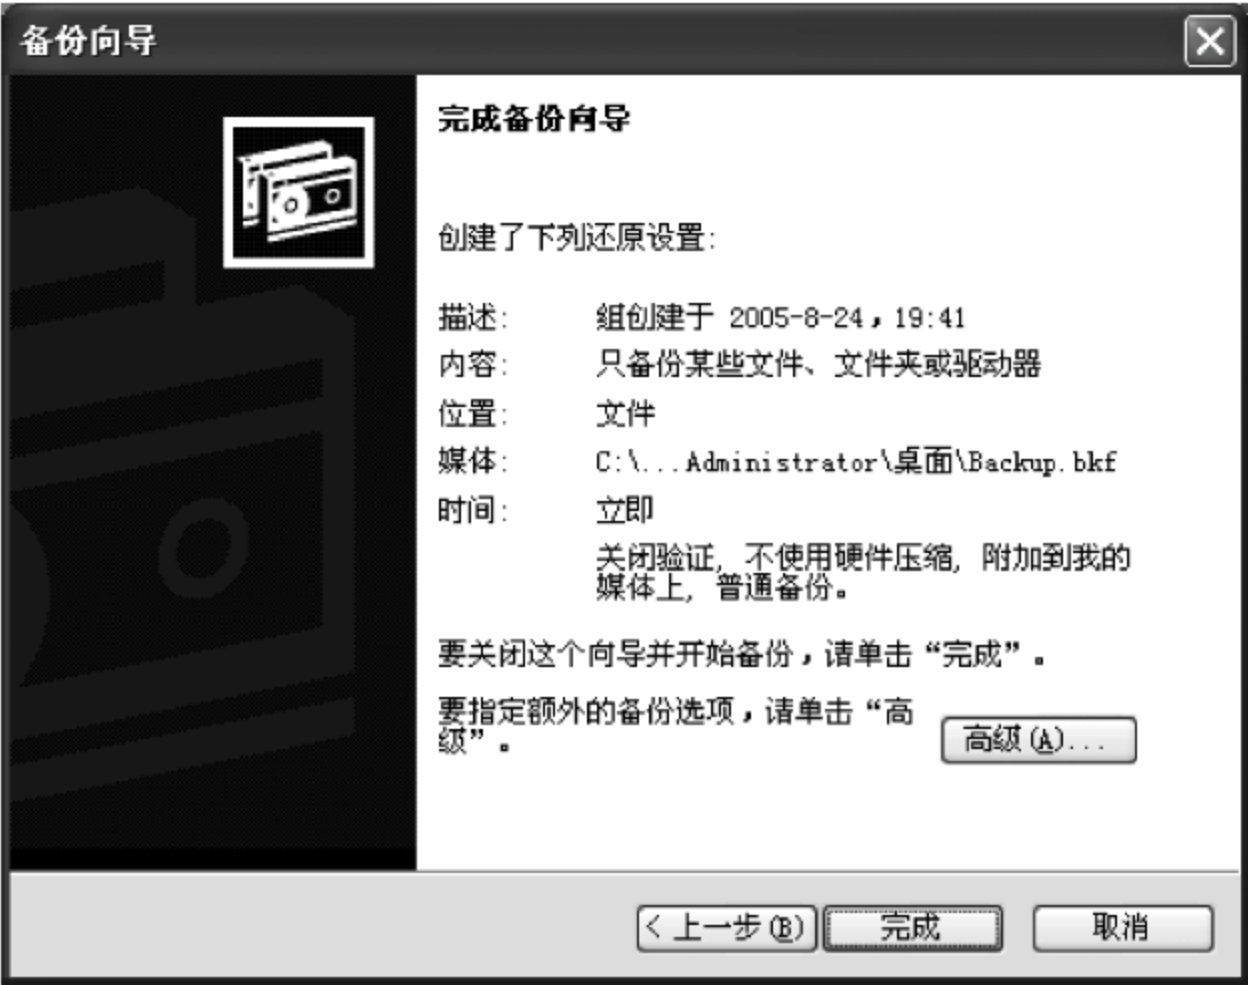 备份向导
完成备份向导
创建了下列还原设置:
描述: 组创建于 2005-8-24，19:41
内容: 只备份某些文件、文件夹或驱动器
位置: 文件
媒体: C:\...Administrator\桌面\Backup.bkf
时间: 立即
关闭验证, 不使用硬件压缩, 附加到我的
媒体上, 普通备份。
要关闭这个向导并开始备份，请单击“完成”。
要指定额外的备份选项，请单击“高
级”。
高级(A)...
< 上一步(B) 完成 取消